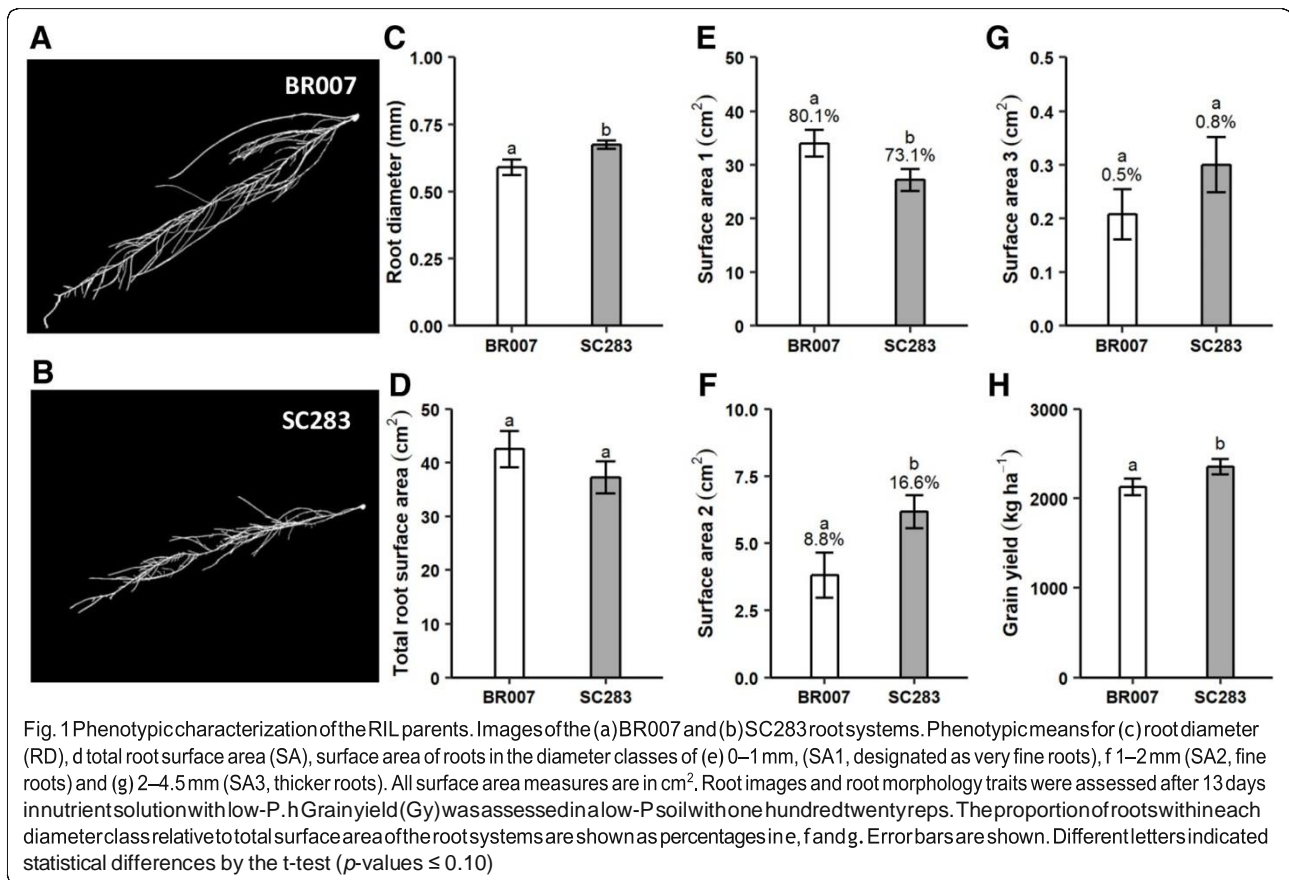 A
BR007
B
SC283
C
Root diameter (mm)
1.00
0.75
0.50
0.25
0.00
a
b
BR007 SC283
D
Total root surface area (cm²)
50
40
30
20
10
0
a
a
BR007 SC283
E
Surface area 1 (cm²)
50
40
30
20
10
0
a
80.1%
b
73.1%
BR007 SC283
F
Surface area 2 (cm²)
10.0
7.5
5.0
2.5
0.0
a
8.8%
b
16.6%
BR007 SC283
G
Surface area 3 (cm²)
0.5
0.4
0.3
0.2
0.1
0.0
a
0.5%
a
0.8%
BR007 SC283
H
Grain yield (kg ha⁻¹)
3000
2000
1000
0
a
b
BR007 SC283
Fig. 1 Phenotypic characterization of the RIL parents. Images of the (a) BR007 and (b) SC283 root systems. Phenotypic means for (c) root diameter
(RD), d total root surface area (SA), surface area of roots in the diameter classes of (e) 0–1 mm, (SA1, designated as very fine roots), f 1–2 mm (SA2, fine
roots) and (g) 2–4.5 mm (SA3, thicker roots). All surface area measures are in cm². Root images and root morphology traits were assessed after 13 days
in nutrient solution with low-P. h Grain yield (Gy) was assessed in a low-P soil with one hundred twenty reps. The proportion of roots within each
diameter class relative to total surface area of the root systems are shown as percentages in e, f and g. Error bars are shown. Different letters indicated
statistical differences by the t-test (p-values ≤ 0.10)